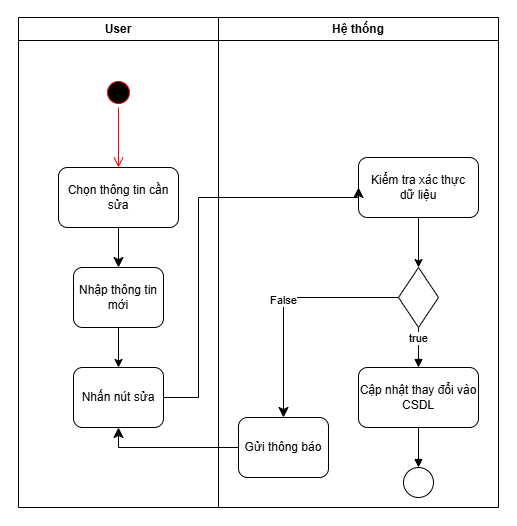 User
Hệ thống
Chọn thông tin cần
sửa
Nhập thông tin
mới
Nhấn nút sửa
Kiểm tra xác thực
dữ liệu
False
true
Cập nhật thay đổi vào
CSDL
Gửi thông báo